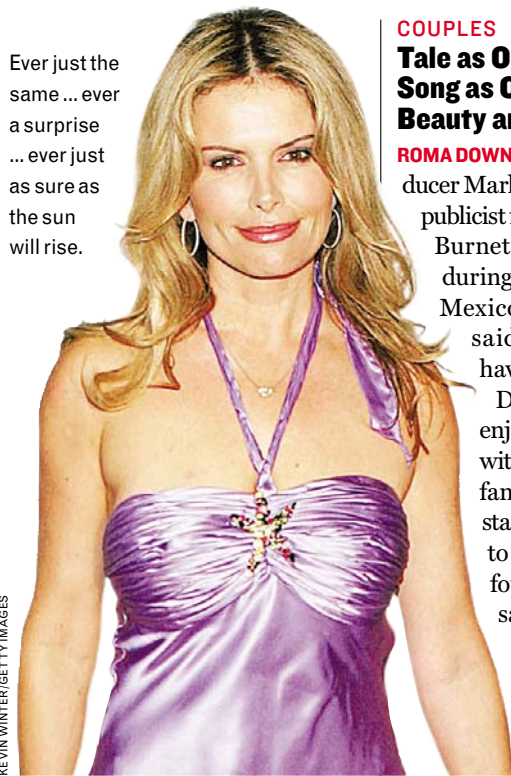 Ever just the
same ... ever
a surprise
... ever just
as sure as
the sun
will rise.
COUPLES
Tale as O
Song as O
Beauty an
ROMA DOWN
ducer Mark
publicist f
Burnet
during
Mexico
said
hav
D
enj
wit
fan
sta
to
fo
sa
KEVIN WINTER/GETTY IMAGES